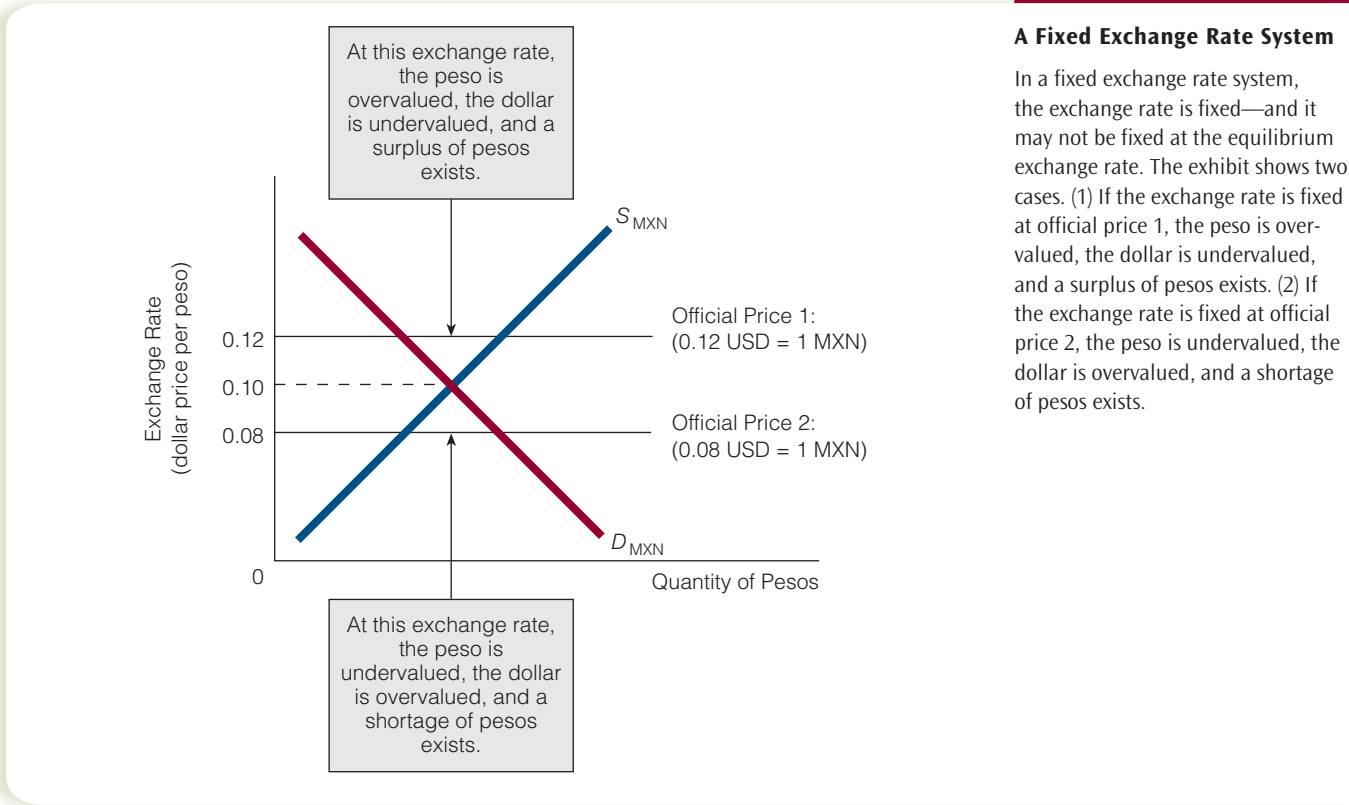 At this exchange rate,
the peso is
overvalued, the dollar
is undervalued, and a
surplus of pesos
exists.
S MXN
Exchange Rate
(dollar price per peso)
0.12
0.10
0.08
0
Official Price 1:
(0.12 USD = 1 MXN)
Official Price 2:
(0.08 USD = 1 MXN)
D MXN
Quantity of Pesos
At this exchange rate,
the peso is
undervalued, the dollar
is overvalued, and a
shortage of pesos
exists.
A Fixed Exchange Rate System
In a fixed exchange rate system,
the exchange rate is fixed—and it
may not be fixed at the equilibrium
exchange rate. The exhibit shows two
cases. (1) If the exchange rate is fixed
at official price 1, the peso is over-
valued, the dollar is undervalued,
and a surplus of pesos exists. (2) If
the exchange rate is fixed at official
price 2, the peso is undervalued, the
dollar is overvalued, and a shortage
of pesos exists.